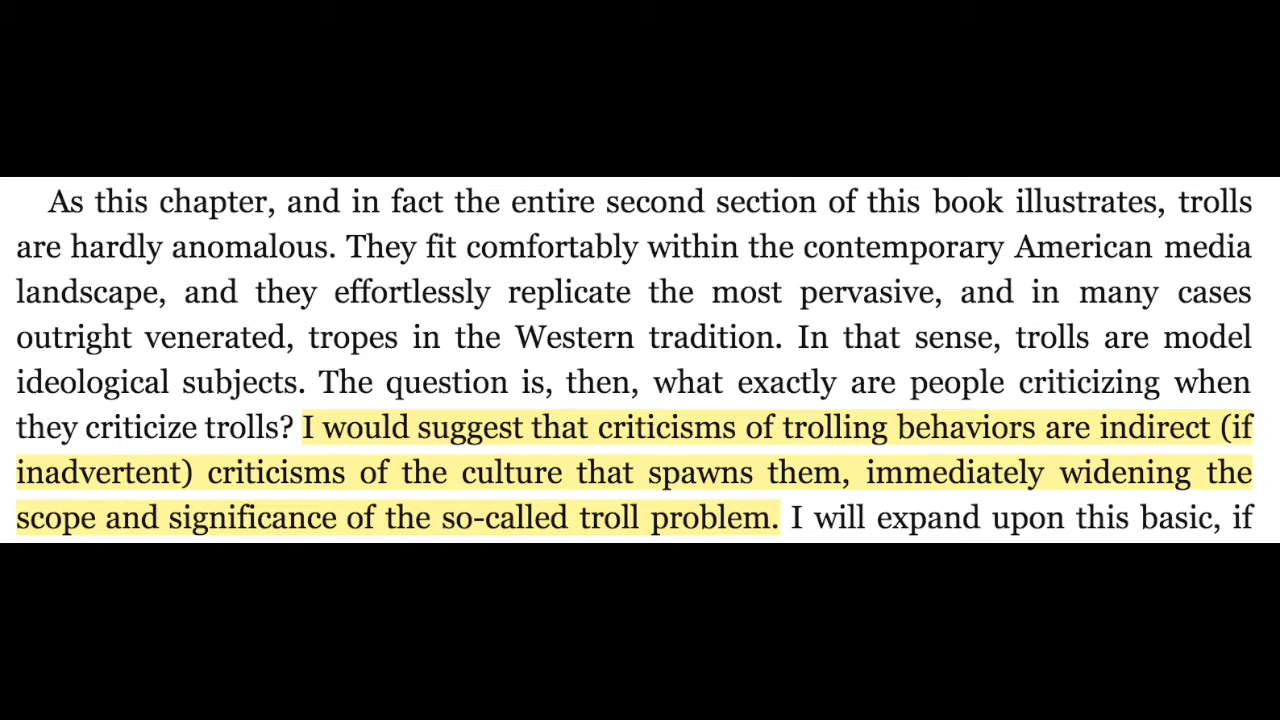 As this chapter, and in fact the entire second section of this book illustrates, trolls
are hardly anomalous. They fit comfortably within the contemporary American media
landscape, and they effortlessly replicate the most pervasive, and in many cases
outright venerated, tropes in the Western tradition. In that sense, trolls are model
ideological subjects. The question is, then, what exactly are people criticizing when
they criticize trolls? I would suggest that criticisms of trolling behaviors are indirect (if
inadvertent) criticisms of the culture that spawns them, immediately widening the
scope and significance of the so-called troll problem. I will expand upon this basic, if